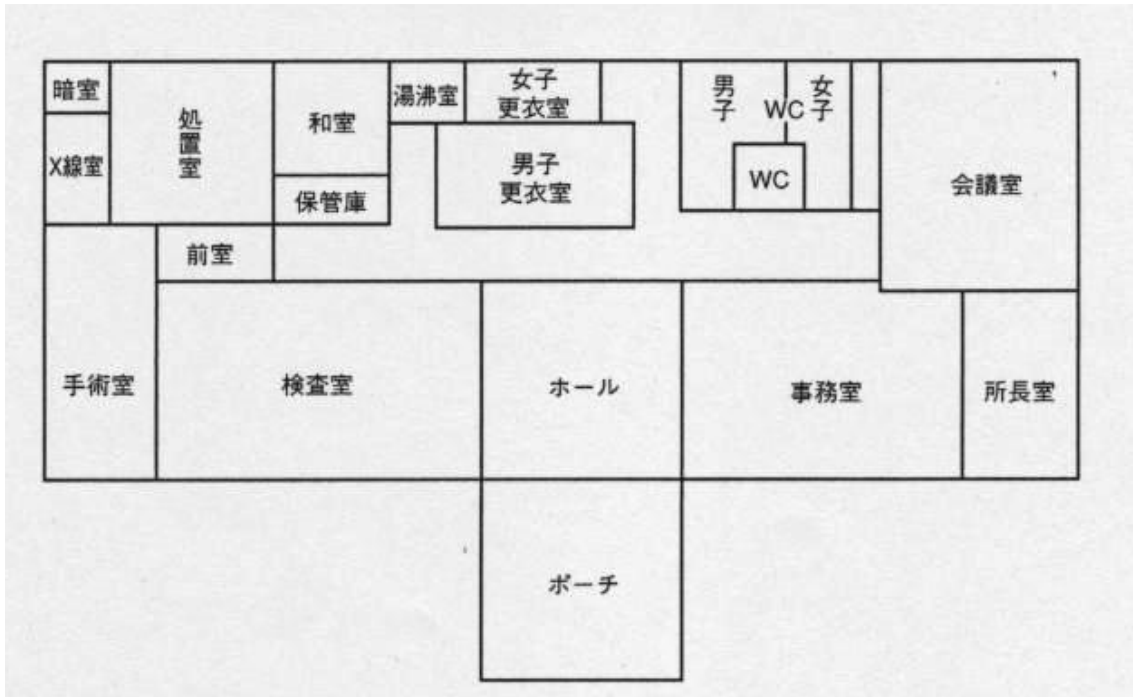 暗室
処置室
和室
湯沸室
女子
更衣室
男子
WC
女子
X線室
保管庫
男子
更衣室
WC
会議室
前室
手術室
検査室
ホール
事務室
所長室
ポーチ